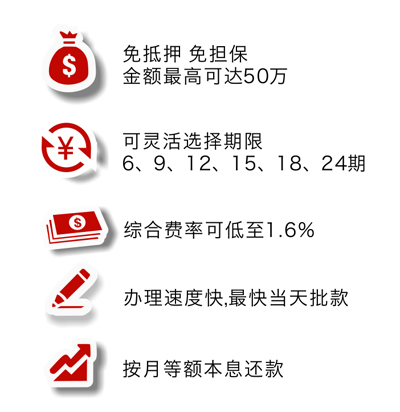 免抵押 免担保
金额最高可达50万
可灵活选择期限
6、9、12、15、18、24期
综合费率可低至1.6%
办理速度快,最快当天批款
按月等额本息还款